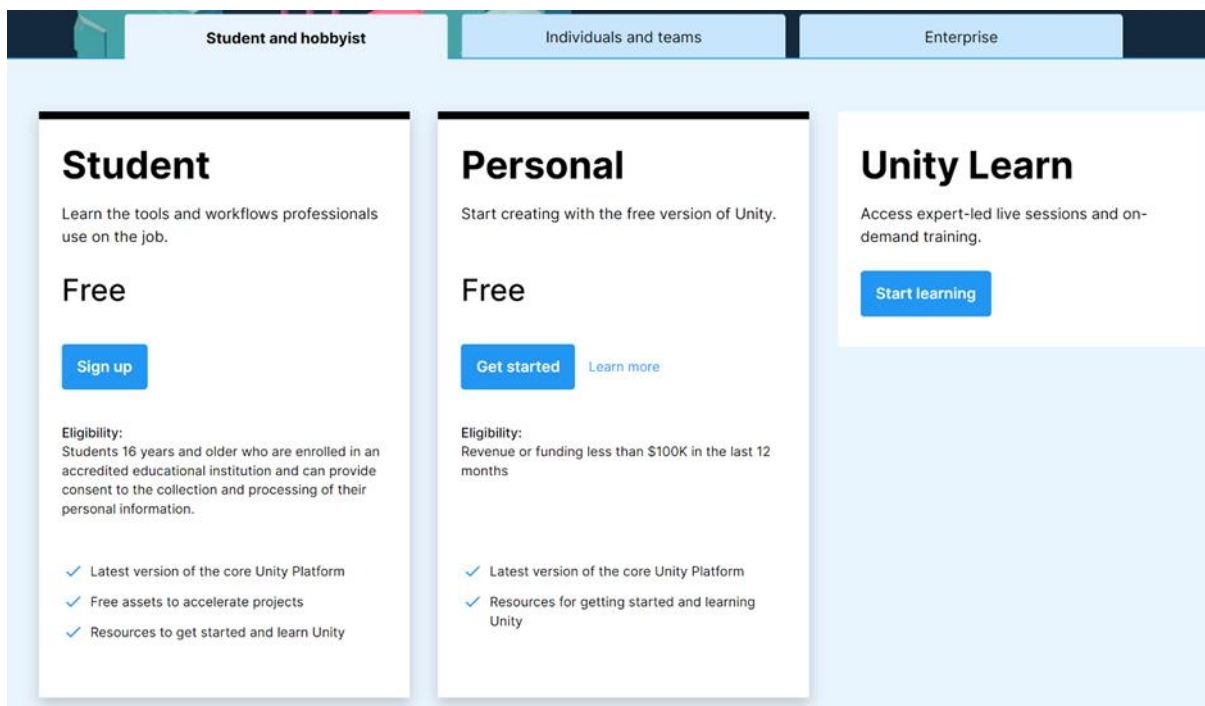 Student and hobbyist
Individuals and teams
Enterprise
Student
Learn the tools and workflows professionals
use on the job.
Free
Sign up
Eligibility:
Students 16 years and older who are enrolled in an
accredited educational institution and can provide
consent to the collection and processing of their
personal information.
Latest version of the core Unity Platform
Free assets to accelerate projects
Resources to get started and learn Unity
Personal
Start creating with the free version of Unity.
Free
Get started
Learn more
Eligibility:
Revenue or funding less than $100K in the last 12
months
Latest version of the core Unity Platform
Resources for getting started and learning
Unity
Unity Learn
Access expert-led live sessions and on-
demand training.
Start learning